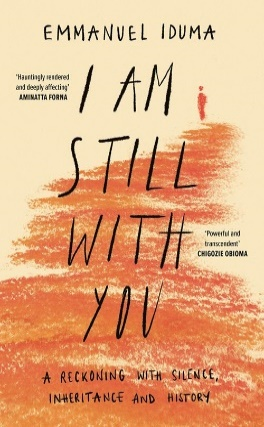 EMMANUEL IDUMA
'Hauntingly rendered
and deeply affecting'
AMINATTA FORNA
I AM
STILL
WITH
YOU
'Powerful and
transcendent'
CHIGOZIE OBIOMA
A RECKONING WITH SILENCE,
INHERITANCE AND HISTORY